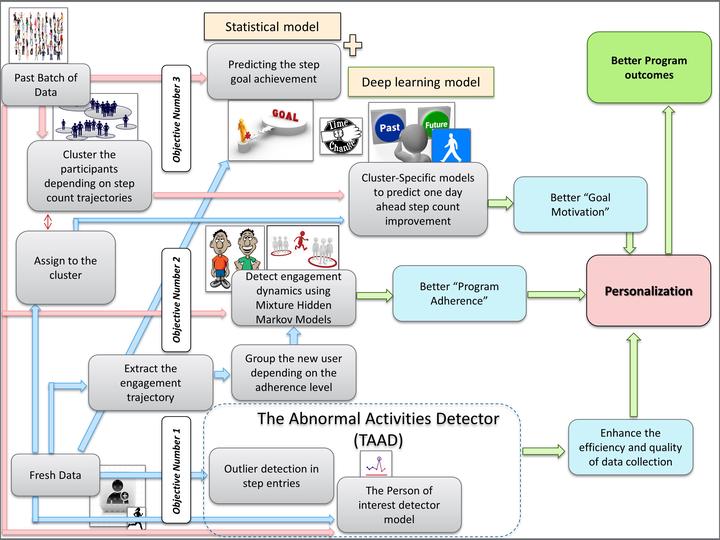 Statistical model
Past Batch of
Data
Objective Number 3
Predicting the step
goal achievement
Better Program
outcomes
Deep learning model
GOAL
Time
Change
Past
Future
Cluster the
participants
depending on step
count trajectories
Cluster-Specific models
to predict one day
ahead step count
improvement
Better “Goal
Motivation”
Assign to the
cluster
Objective Number 2
Detect engagement
dynamics using
Mixture Hidden
Markov Models
Better “Program
Adherence”
Personalization
Extract the
engagement
trajectory
Group the new user
depending on the
adherence level
The Abnormal Activities Detector
(TAAD)
Objective Number 1
Fresh Data
Outlier detection in
step entries
The Person of
interest detector
model
Enhance the
efficiency and quality
of data collection